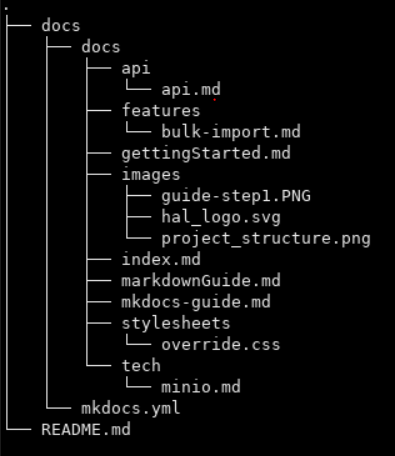 .
├── docs
│   ├── docs
│   │   ├── api
│   │   │   └── api.md
│   │   ├── features
│   │   │   └── bulk-import.md
│   │   ├── gettingStarted.md
│   │   ├── images
│   │   │   ├── guide-step1.PNG
│   │   │   ├── hal_logo.svg
│   │   │   └── project_structure.png
│   │   ├── index.md
│   │   ├── markdownGuide.md
│   │   ├── mkdocs-guide.md
│   │   ├── stylesheets
│   │   │   └── override.css
│   │   └── tech
│   │       └── minio.md
│   └── mkdocs.yml
└── README.md